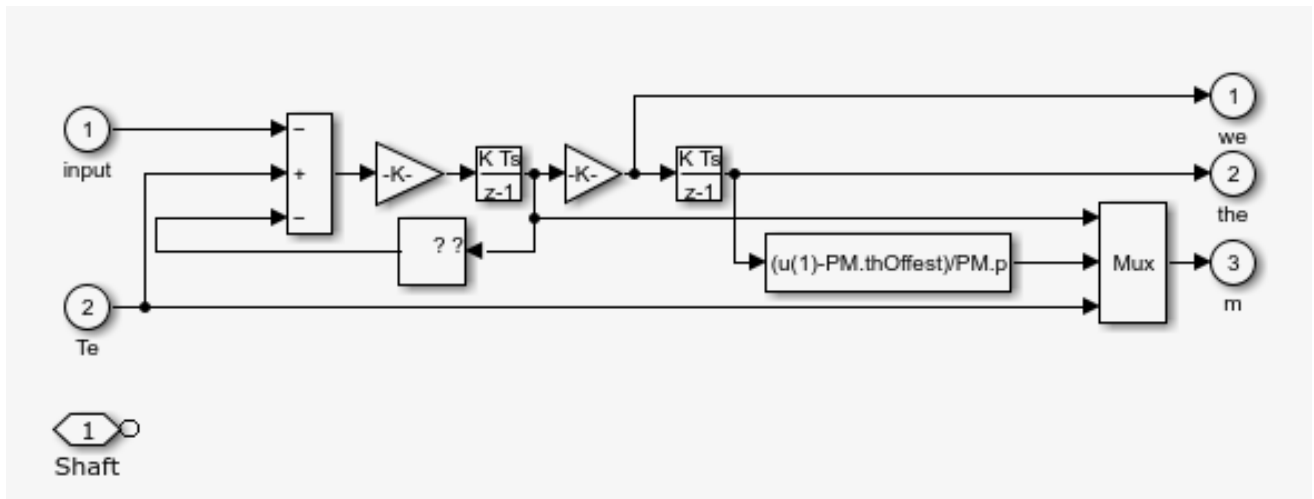 1
input
2
Te
1
Shaft
−
+
−
-K-
K Ts
z-1
-K-
K Ts
z-1
? ?
(u(1)-PM.thOffest)/PM.p
Mux
1
we
2
the
3
m